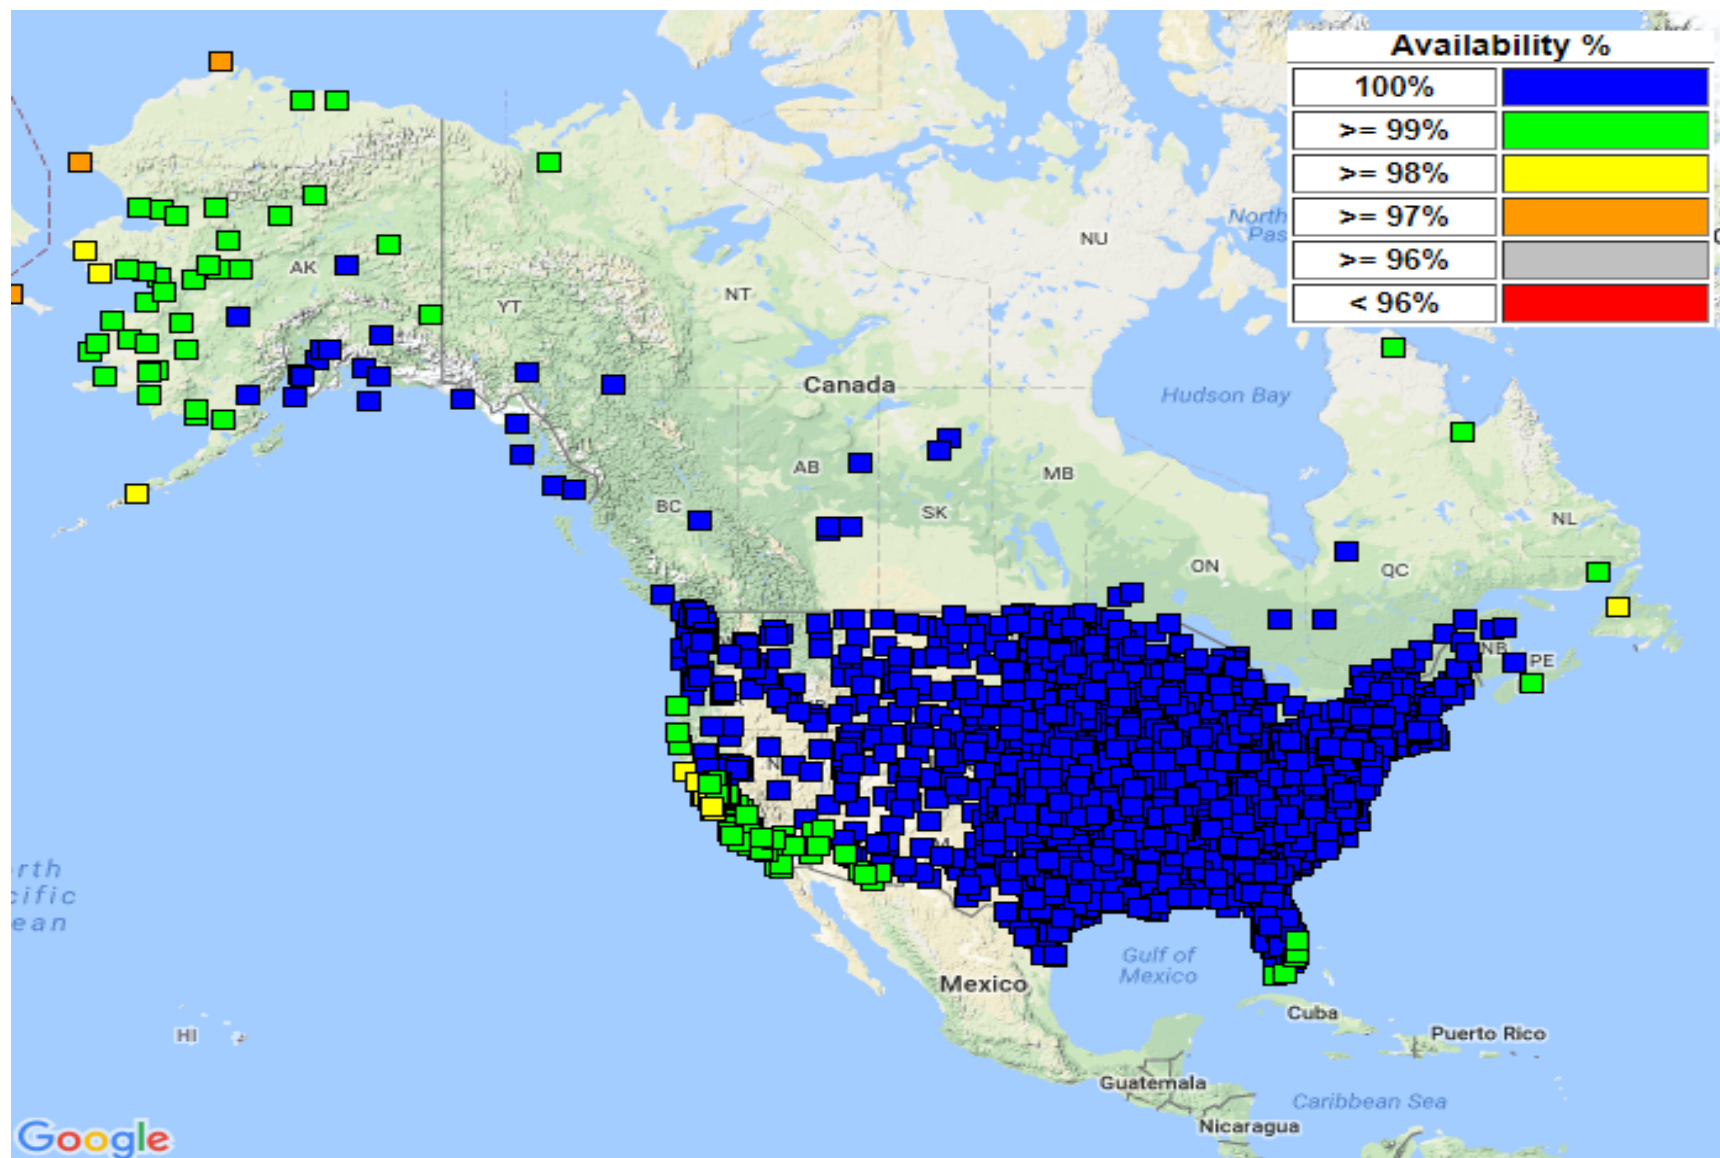 Availability %
100%
>= 99%
>= 98%
>= 97%
>= 96%
< 96%
North
Pas
NU
AK
NT
YT
Canada
Hudson Bay
AB
MB
BC
SK
NL
ON
QC
NB
PE
N
M
rth
cific
ean
Gulf of
Mexico
Mexico
Cuba
HI
Puerto Rico
Guatemala
Caribbean Sea
Nicaragua
Google